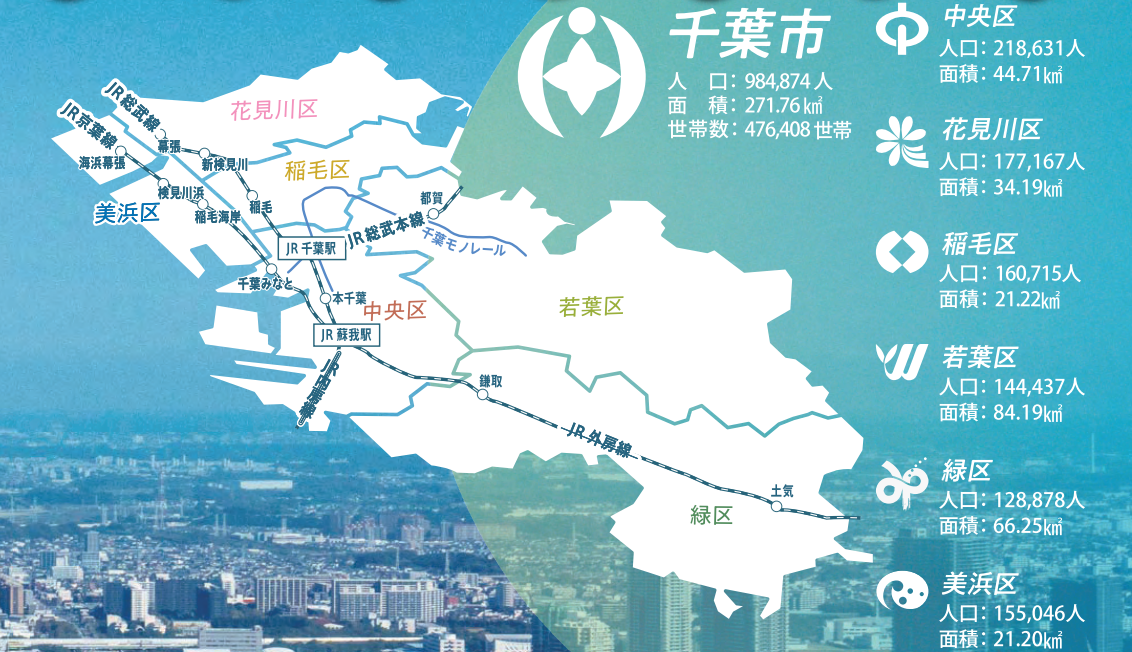 千葉市
人　口：984,874人
面　積：271.76㎢
世帯数：476,408世帯
中央区
人口：218,631人
面積：44.71㎢
花見川区
人口：177,167人
面積：34.19㎢
稲毛区
人口：160,715人
面積：21.22㎢
若葉区
人口：144,437人
面積：84.19㎢
緑区
人口：128,878人
面積：66.25㎢
美浜区
人口：155,046人
面積：21.20㎢
花見川区
稲毛区
美浜区
中央区
若葉区
緑区
JR総武線
JR京葉線
幕張
海浜幕張
新検見川
検見川浜
稲毛
稲毛海岸
都賀
JR総武本線
千葉モノレール
JR千葉駅
千葉みなと
本千葉
JR蘇我駅
JR内房線
鎌取
JR外房線
土気